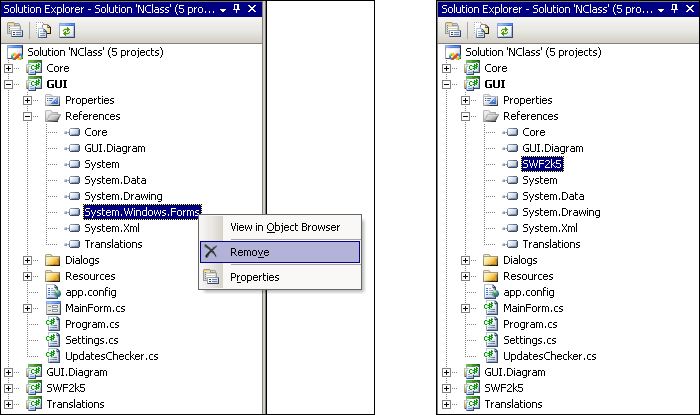 Solution Explorer - Solution 'NClass' (5 pro...
Solution 'NClass' (5 projects)
Core
GUI
Properties
References
Core
GUI.Diagram
System
System.Data
System.Drawing
System.Windows.Forms
System.Xml
Translations
Dialogs
Resources
app.config
MainForm.cs
Program.cs
Settings.cs
UpdatesChecker.cs
GUI.Diagram
SWF2k5
Translations
View in Object Browser
Remove
Properties
Solution Explorer - Solution 'NClass' (5 pro...
Solution 'NClass' (5 projects)
Core
GUI
Properties
References
Core
GUI.Diagram
SWF2k5
System
System.Data
System.Drawing
System.Xml
Translations
Dialogs
Resources
app.config
MainForm.cs
Program.cs
Settings.cs
UpdatesChecker.cs
GUI.Diagram
SWF2k5
Translations